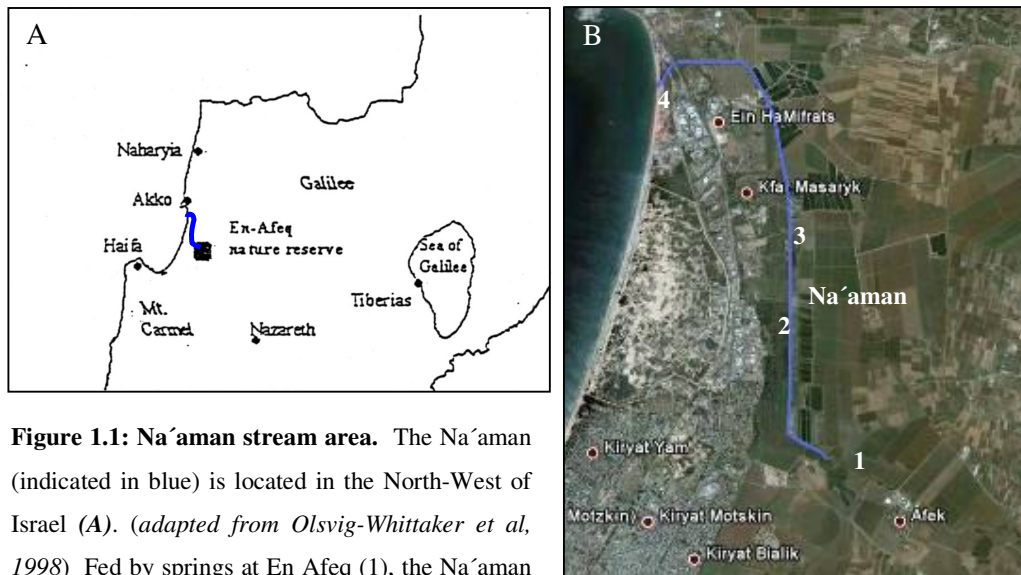 A
Naharyia
Akko
Galilee
Haifa
En-Afeq
nature reserve
Sea of
Galilee
Tiberias
Mt.
Carmel
Nazareth
B
4
Ein HaMifrats
Kfar Masaryk
3
Na´aman
2
1
Kiryat Yam
Motzkin) Kiryat Motskin
Afek
Kiryat Bialik
Figure 1.1: Na´aman stream area. The Na´aman
(indicated in blue) is located in the North-West of
Israel (A). (adapted from Olsvig-Whittaker et al,
1998) Fed by springs at En Afeq (1), the Na´aman